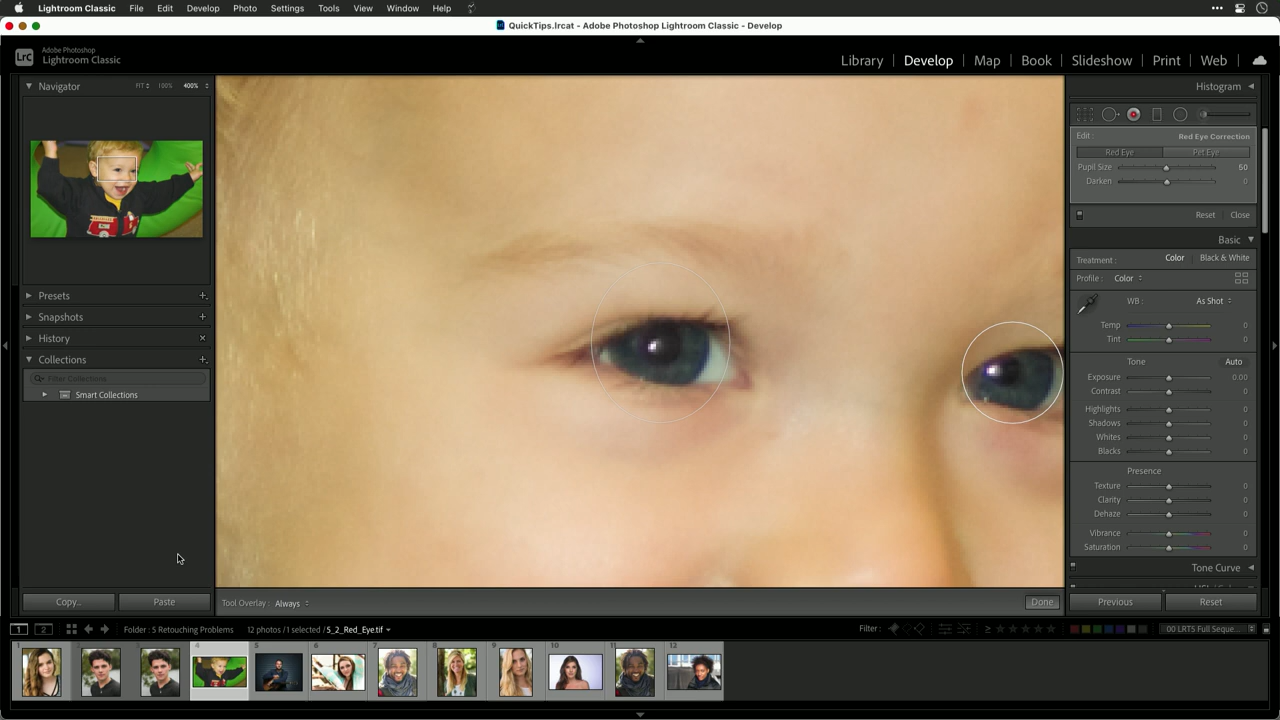 Lightroom Classic File Edit Develop Photo Settings Tools View Window Help
QuickTips.lrcat - Adobe Photoshop Lightroom Classic - Develop
Lrc Adobe Photoshop
Lightroom Classic
Library Develop Map Book Slideshow Print Web
Navigator FIT 100% 400%
Presets
Snapshots
History
Collections
Filter Collections
Smart Collections
Copy... Paste
Tool Overlay: Always Done
Histogram
Edit: Red Eye Correction
Red Eye Pet Eye
Pupil Size 50
Darken 0
Reset Close
Basic
Treatment: Color Black & White
Profile: Color
WB: As Shot
Temp 0
Tint 0
Tone Auto
Exposure 0.00
Contrast 0
Highlights 0
Shadows 0
Whites 0
Blacks 0
Presence
Texture 0
Clarity 0
Dehaze 0
Vibrance 0
Saturation 0
Tone Curve
Previous Reset
1 2 Folder : 5 Retouching Problems 12 photos / 1 selected / 5_2_Red_Eye.tif Filter : 00 LRTS Full Seque...
1 4 5 6 7 8 9 10 11 12